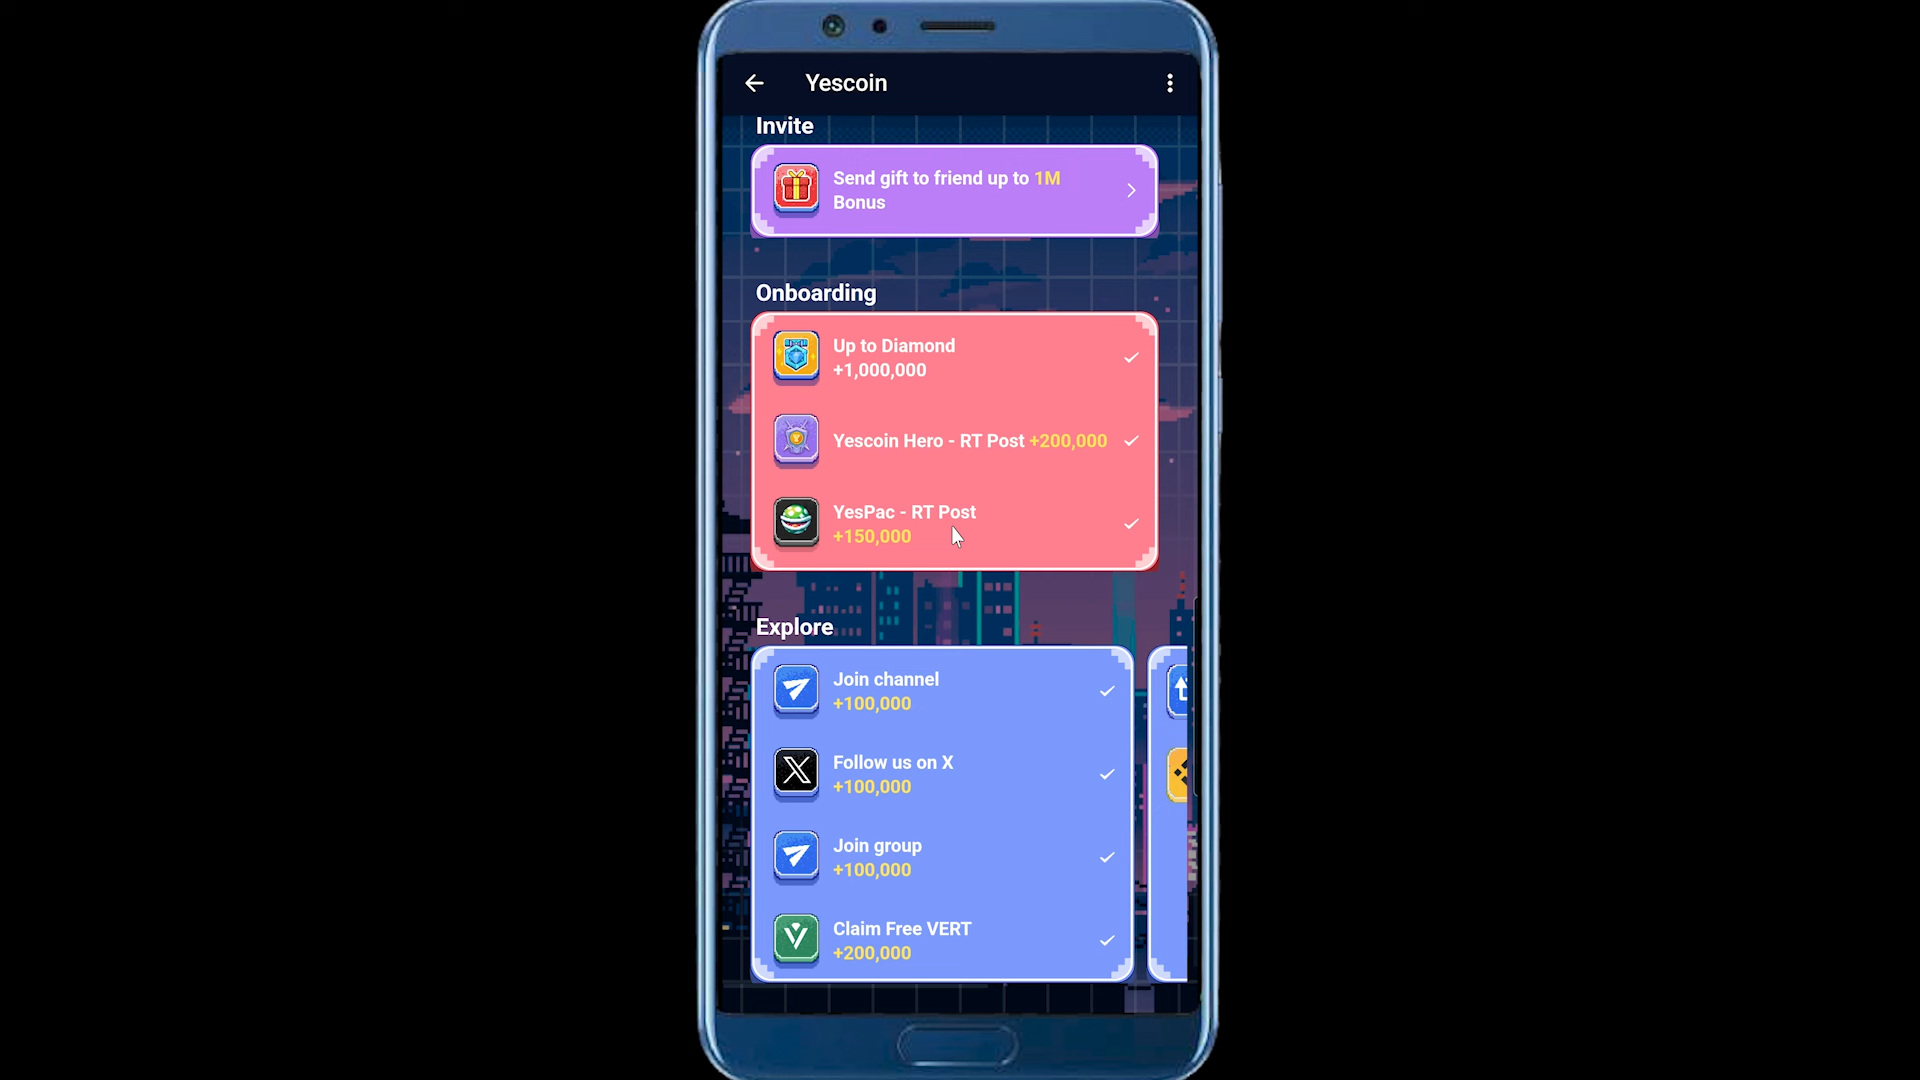 Yescoin
Invite
Send gift to friend up to 1M
Bonus
Onboarding
Up to Diamond
+1,000,000
Yescoin Hero - RT Post +200,000
YesPac - RT Post
+150,000
Explore
Join channel
+100,000
Follow us on X
+100,000
Join group
+100,000
Claim Free VERT
+200,000